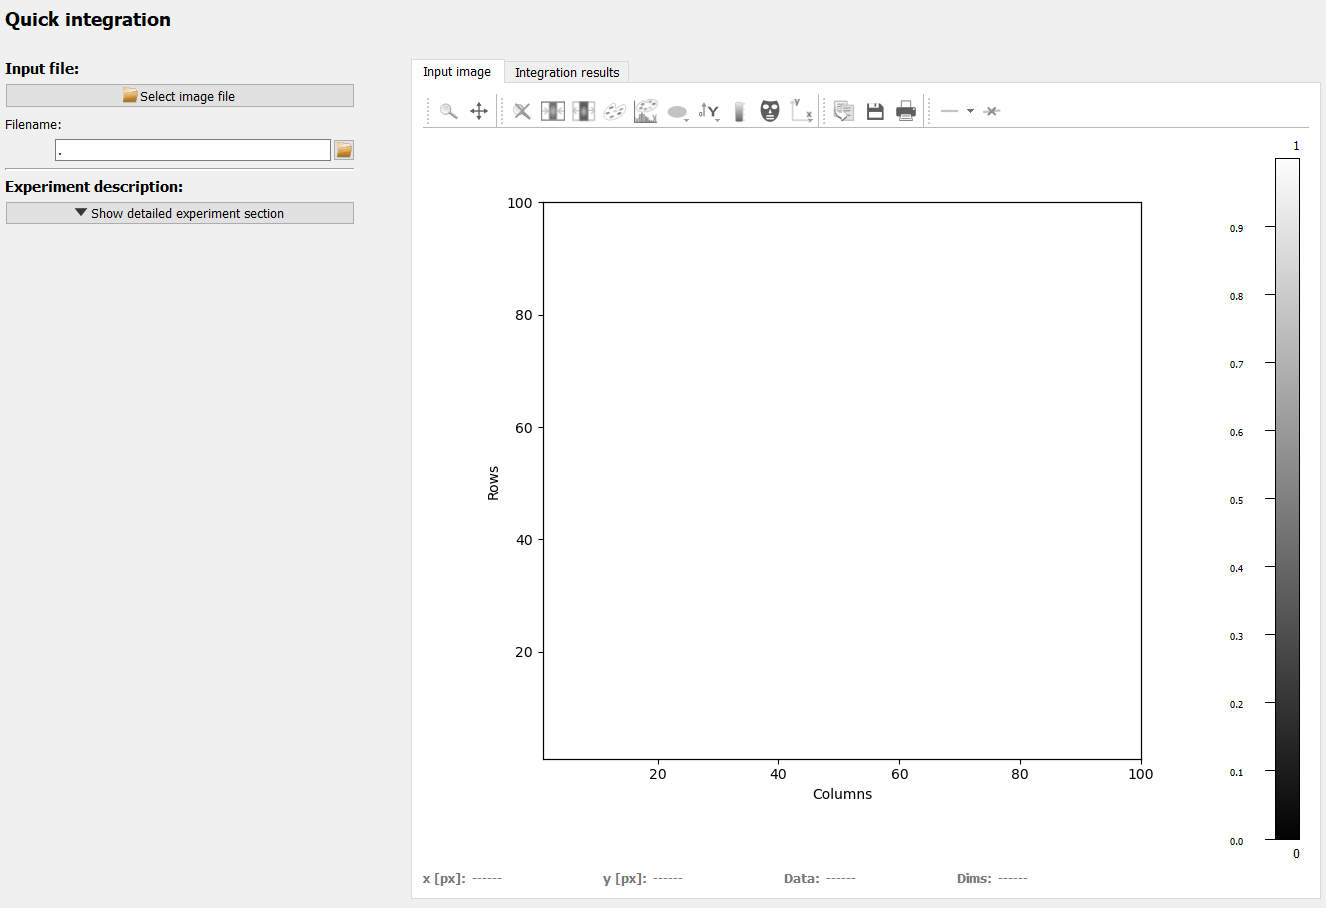 Quick integration
Input file:
Select image file
Filename:
.
Experiment description:
Show detailed experiment section
Input image
Integration results
Y
y
x
1
0.9
0.8
0.7
0.6
0.5
0.4
0.3
0.2
0.1
0.0
0
100
80
60
40
20
Rows
20
40
60
80
100
Columns
x [px]: ------
y [px]: ------
Data: ------
Dims: ------